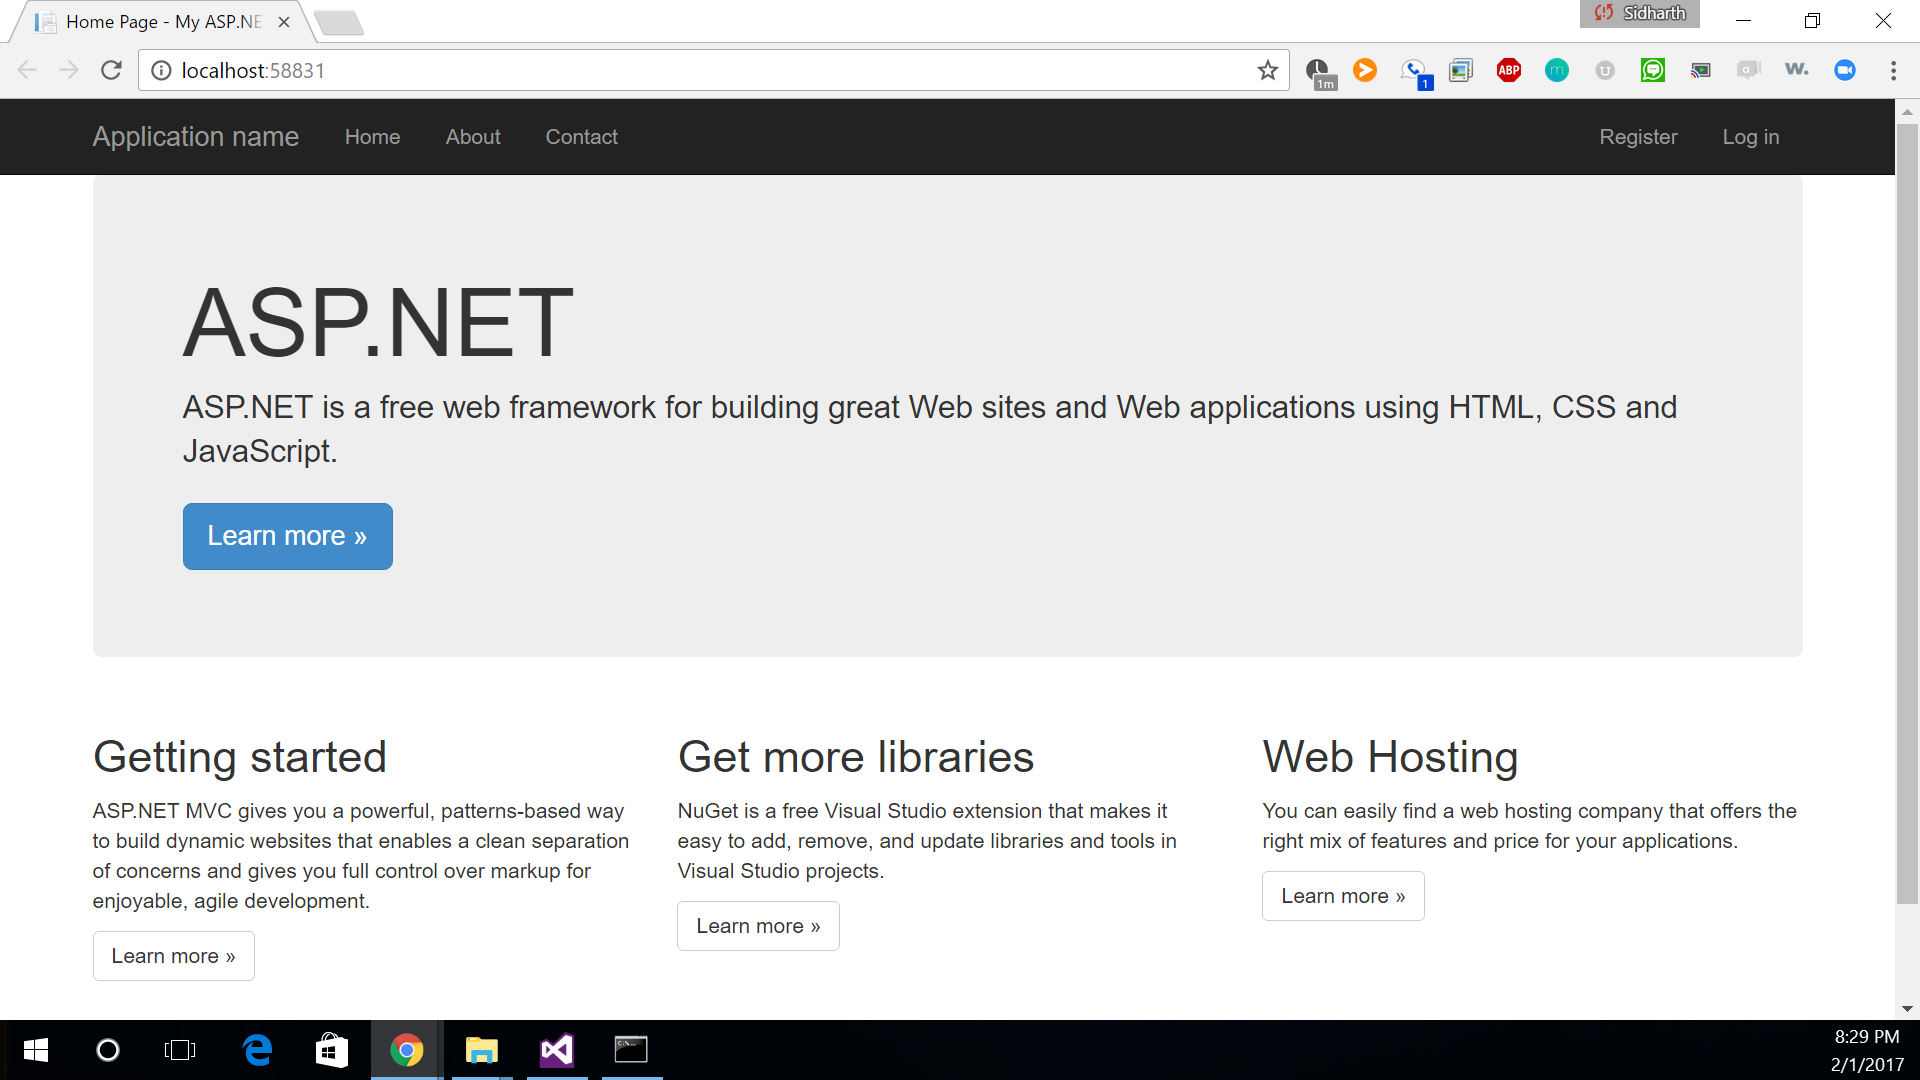 Home Page - My ASP.NE
Sidharth
localhost:58831
1m
1
ABP
m
a
w.
Application name Home About Contact Register Log in
ASP.NET
ASP.NET is a free web framework for building great Web sites and Web applications using HTML, CSS and
JavaScript.
Learn more »
Getting started
ASP.NET MVC gives you a powerful, patterns-based way
to build dynamic websites that enables a clean separation
of concerns and gives you full control over markup for
enjoyable, agile development.
Learn more »
Get more libraries
NuGet is a free Visual Studio extension that makes it
easy to add, remove, and update libraries and tools in
Visual Studio projects.
Learn more »
Web Hosting
You can easily find a web hosting company that offers the
right mix of features and price for your applications.
Learn more »
8:29 PM
2/1/2017